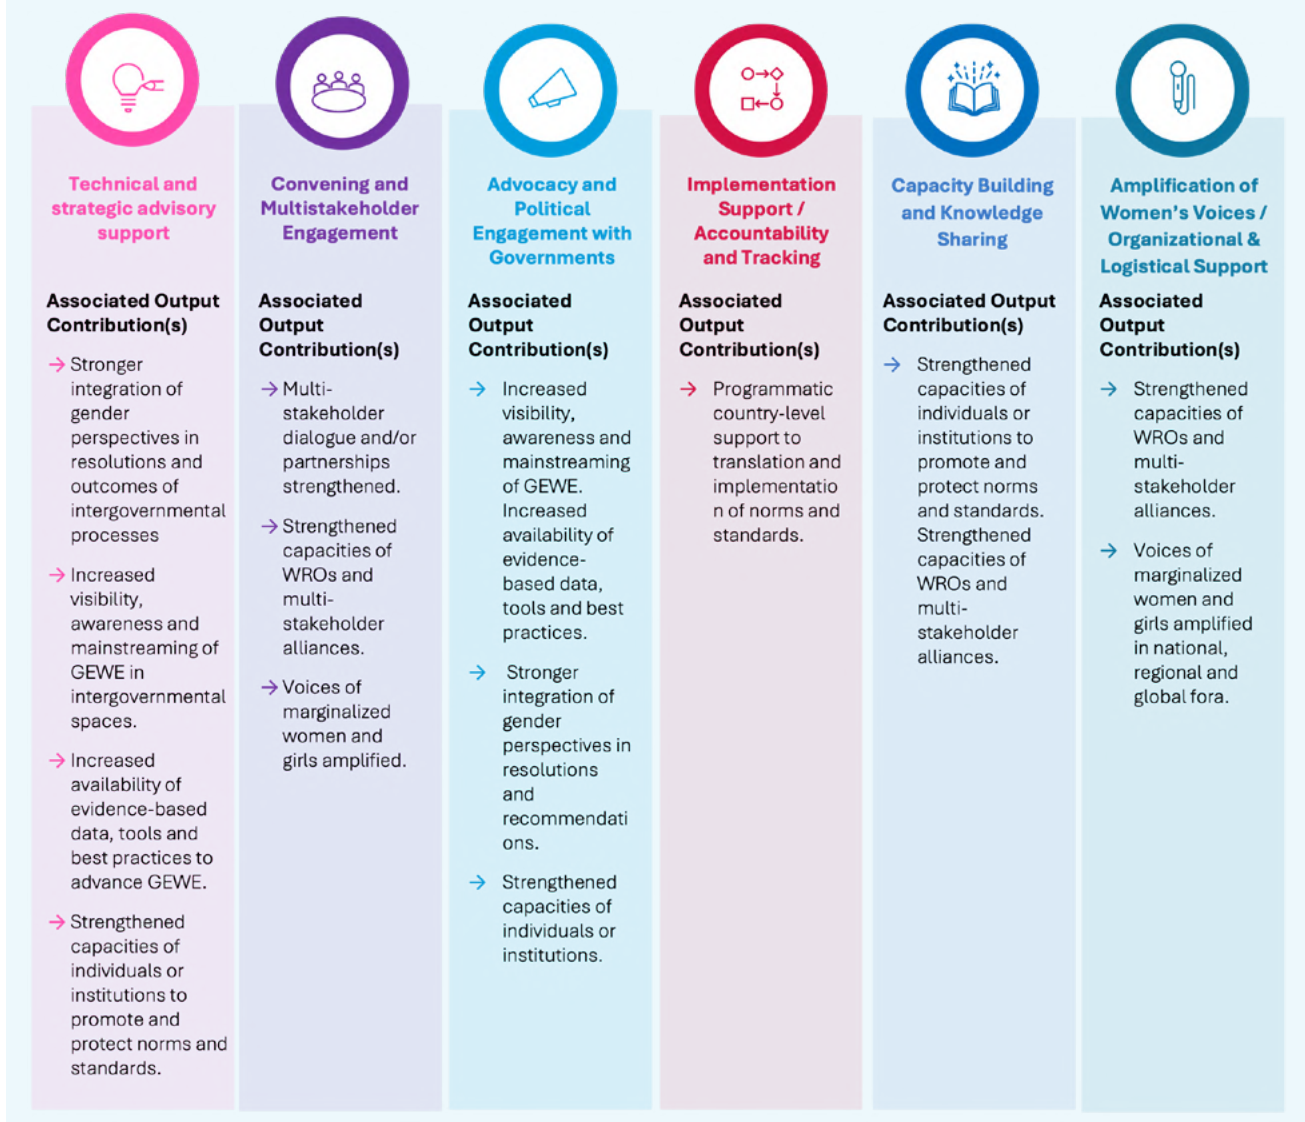 Technical and
strategic advisory
support
Associated Output
Contribution(s)
→ Stronger
integration of
gender
perspectives in
resolutions and
outcomes of
intergovernmental
processes
→ Increased
visibility,
awareness and
mainstreaming of
GEWE in
intergovernmental
spaces.
→ Increased
availability of
evidence-based
data, tools and
best practices to
advance GEWE.
→ Strengthened
capacities of
individuals or
institutions to
promote and
protect norms and
standards.
Convening and
Multistakeholder
Engagement
Associated
Output
Contribution(s)
→ Multi-
stakeholder
dialogue and/or
partnerships
strengthened.
→ Strengthened
capacities of
WROs and
multi-
stakeholder
alliances.
→ Voices of
marginalized
women and
girls amplified.
Advocacy and
Political
Engagement with
Governments
Associated
Output
Contribution(s)
→ Increased
visibility,
awareness and
mainstreaming
of GEWE.
Increased
availability of
evidence-
based data,
tools and best
practices.
→ Stronger
integration of
gender
perspectives in
resolutions
and
recommendati
ons.
→ Strengthened
capacities of
individuals or
institutions.
Implementation
Support /
Accountability
and Tracking
Associated
Output
Contribution(s)
→ Programmatic
country-level
support to
translation and
implementatio
n of norms and
standards.
Capacity Building
and Knowledge
Sharing
Associated Output
Contribution(s)
→ Strengthened
capacities of
individuals or
institutions to
promote and
protect norms
and standards.
Strengthened
capacities of
WROs and
multi-
stakeholder
alliances.
Amplification of
Women's Voices /
Organizational &
Logistical Support
Associated
Output
Contribution(s)
→ Strengthened
capacities of
WROs and
multi-
stakeholder
alliances.
→ Voices of
marginalized
women and
girls amplified
in national,
regional and
global fora.